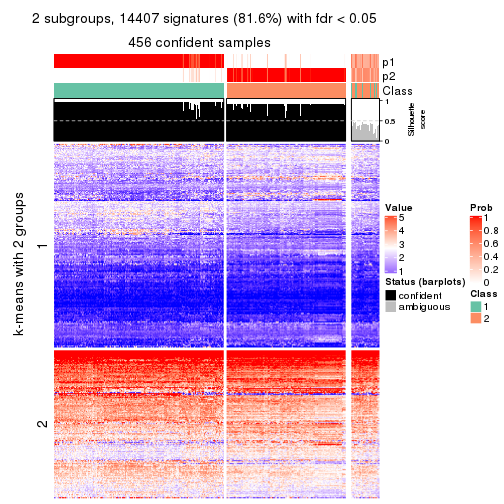 2 subgroups, 14407 signatures (81.6%) with fdr < 0.05
456 confident samples
p1
p2
Class
1
0.5
0
Silhouette
score
k-means with 2 groups
1
2
Value
5
4
3
2
1
Status (barplots)
confident
ambiguous
Prob
1
0.8
0.6
0.4
0.2
0
Class
1
2